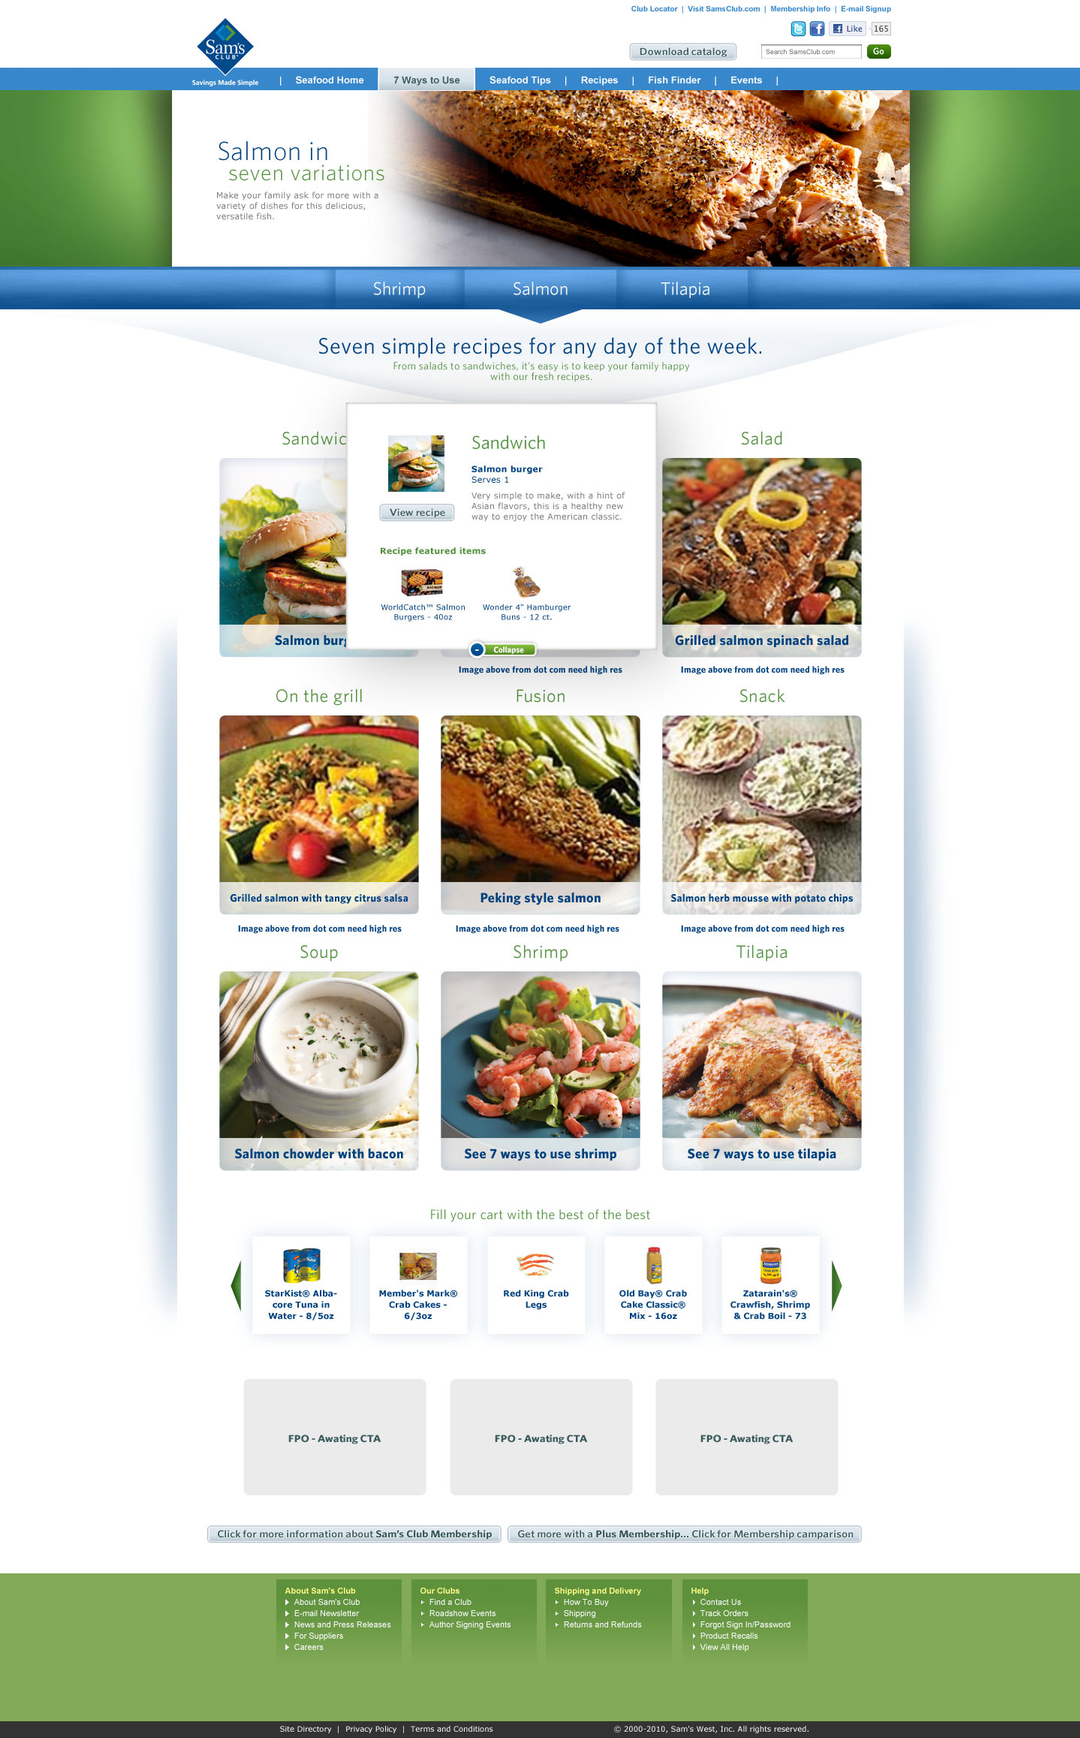 Club Locator | Visit SamsClub.com | Membership Info | E-mail Signup
Sam's
CLUB
Savings Made Simple
Like 165
Download catalog
Search SamsClub.com
Go
| Seafood Home
7 Ways to Use
Seafood Tips | Recipes | Fish Finder | Events |
Salmon in
seven variations
Make your family ask for more with a
variety of dishes for this delicious,
versatile fish.
Shrimp
Salmon
Tilapia
Seven simple recipes for any day of the week.
From salads to sandwiches, it's easy is to keep your family happy
with our fresh recipes.
Sandwic
Salmon burg
Sandwich
Salmon burger
Serves 1
Very simple to make, with a hint of
Asian flavors, this is a healthy new
way to enjoy the American classic.
View recipe
Recipe featured items
WorldCatch™ Salmon
Burgers - 40oz
Wonder 4" Hamburger
Buns - 12 ct.
- Collapse
Salad
Grilled salmon spinach salad
Image above from dot com need high res
Image above from dot com need high res
On the grill
Fusion
Snack
Grilled salmon with tangy citrus salsa
Peking style salmon
Salmon herb mousse with potato chips
Image above from dot com need high res
Image above from dot com need high res
Image above from dot com need high res
Soup
Shrimp
Tilapia
Salmon chowder with bacon
See 7 ways to use shrimp
See 7 ways to use tilapia
Fill your cart with the best of the best
StarKist® Alba-
core Tuna in
Water - 8/5oz
Member's Mark®
Crab Cakes -
6/3oz
Red King Crab
Legs
Old Bay® Crab
Cake Classic®
Mix - 16oz
Zatarain's®
Crawfish, Shrimp
& Crab Boil - 73
FPO - Awating CTA
FPO - Awating CTA
FPO - Awating CTA
Click for more information about Sam's Club Membership
Get more with a Plus Membership... Click for Membership camparison
About Sam's Club
About Sam's Club
E-mail Newsletter
News and Press Releases
For Suppliers
Careers
Our Clubs
Find a Club
Roadshow Events
Author Signing Events
Shipping and Delivery
How To Buy
Shipping
Returns and Refunds
Help
Contact Us
Track Orders
Forgot Sign In/Password
Product Recalls
View All Help
Site Directory | Privacy Policy | Terms and Conditions
© 2000-2010, Sam's West, Inc. All rights reserved.